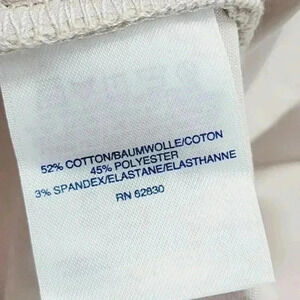 52% COTTON/BAUMWOLLE/COTON
45% POLYESTER
3% SPANDEX/ELASTANE/ELASTHANNE
RN 62830